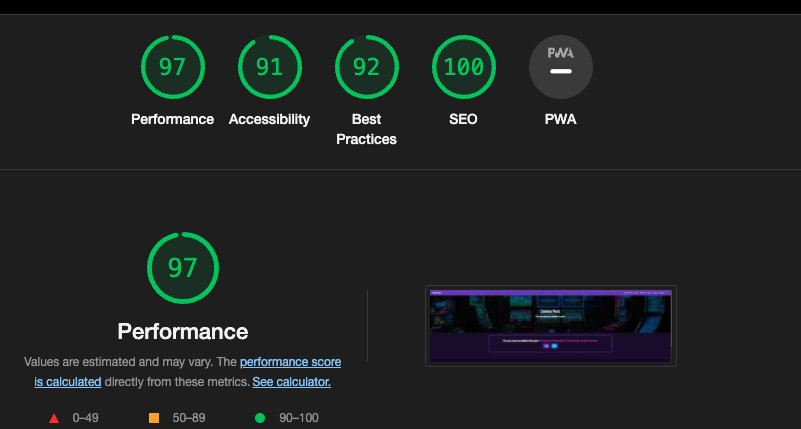 97
91
92
100
PWA
Performance
Accessibility
Best
Practices
SEO
PWA
97
Performance
Values are estimated and may vary. The performance score
is calculated directly from these metrics. See calculator.
0–49
50–89
90–100
Delete Post